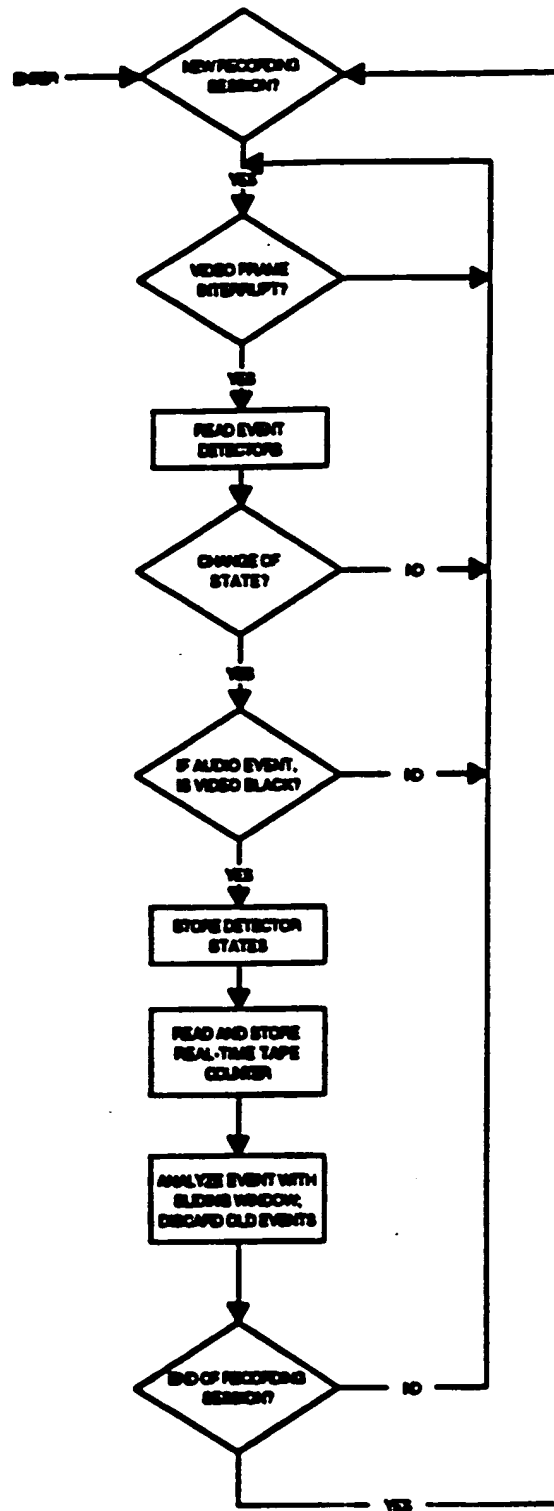 ENTER
NEW RECORDING
SESSION?
YES
VIDEO FRAME
INTERRUPT?
YES
READ EVENT
DETECTORS
CHANGE OF
STATE?
NO
YES
IF AUDIO EVENT,
IS VIDEO BLACK?
NO
YES
STORE DETECTOR
STATES
READ AND STORE
REAL-TIME TAPE
COUNTER
ANALYZE EVENT WITH
SLIDING WINDOW;
DISCARD OLD EVENTS
END OF RECORDING
SESSION?
NO
YES